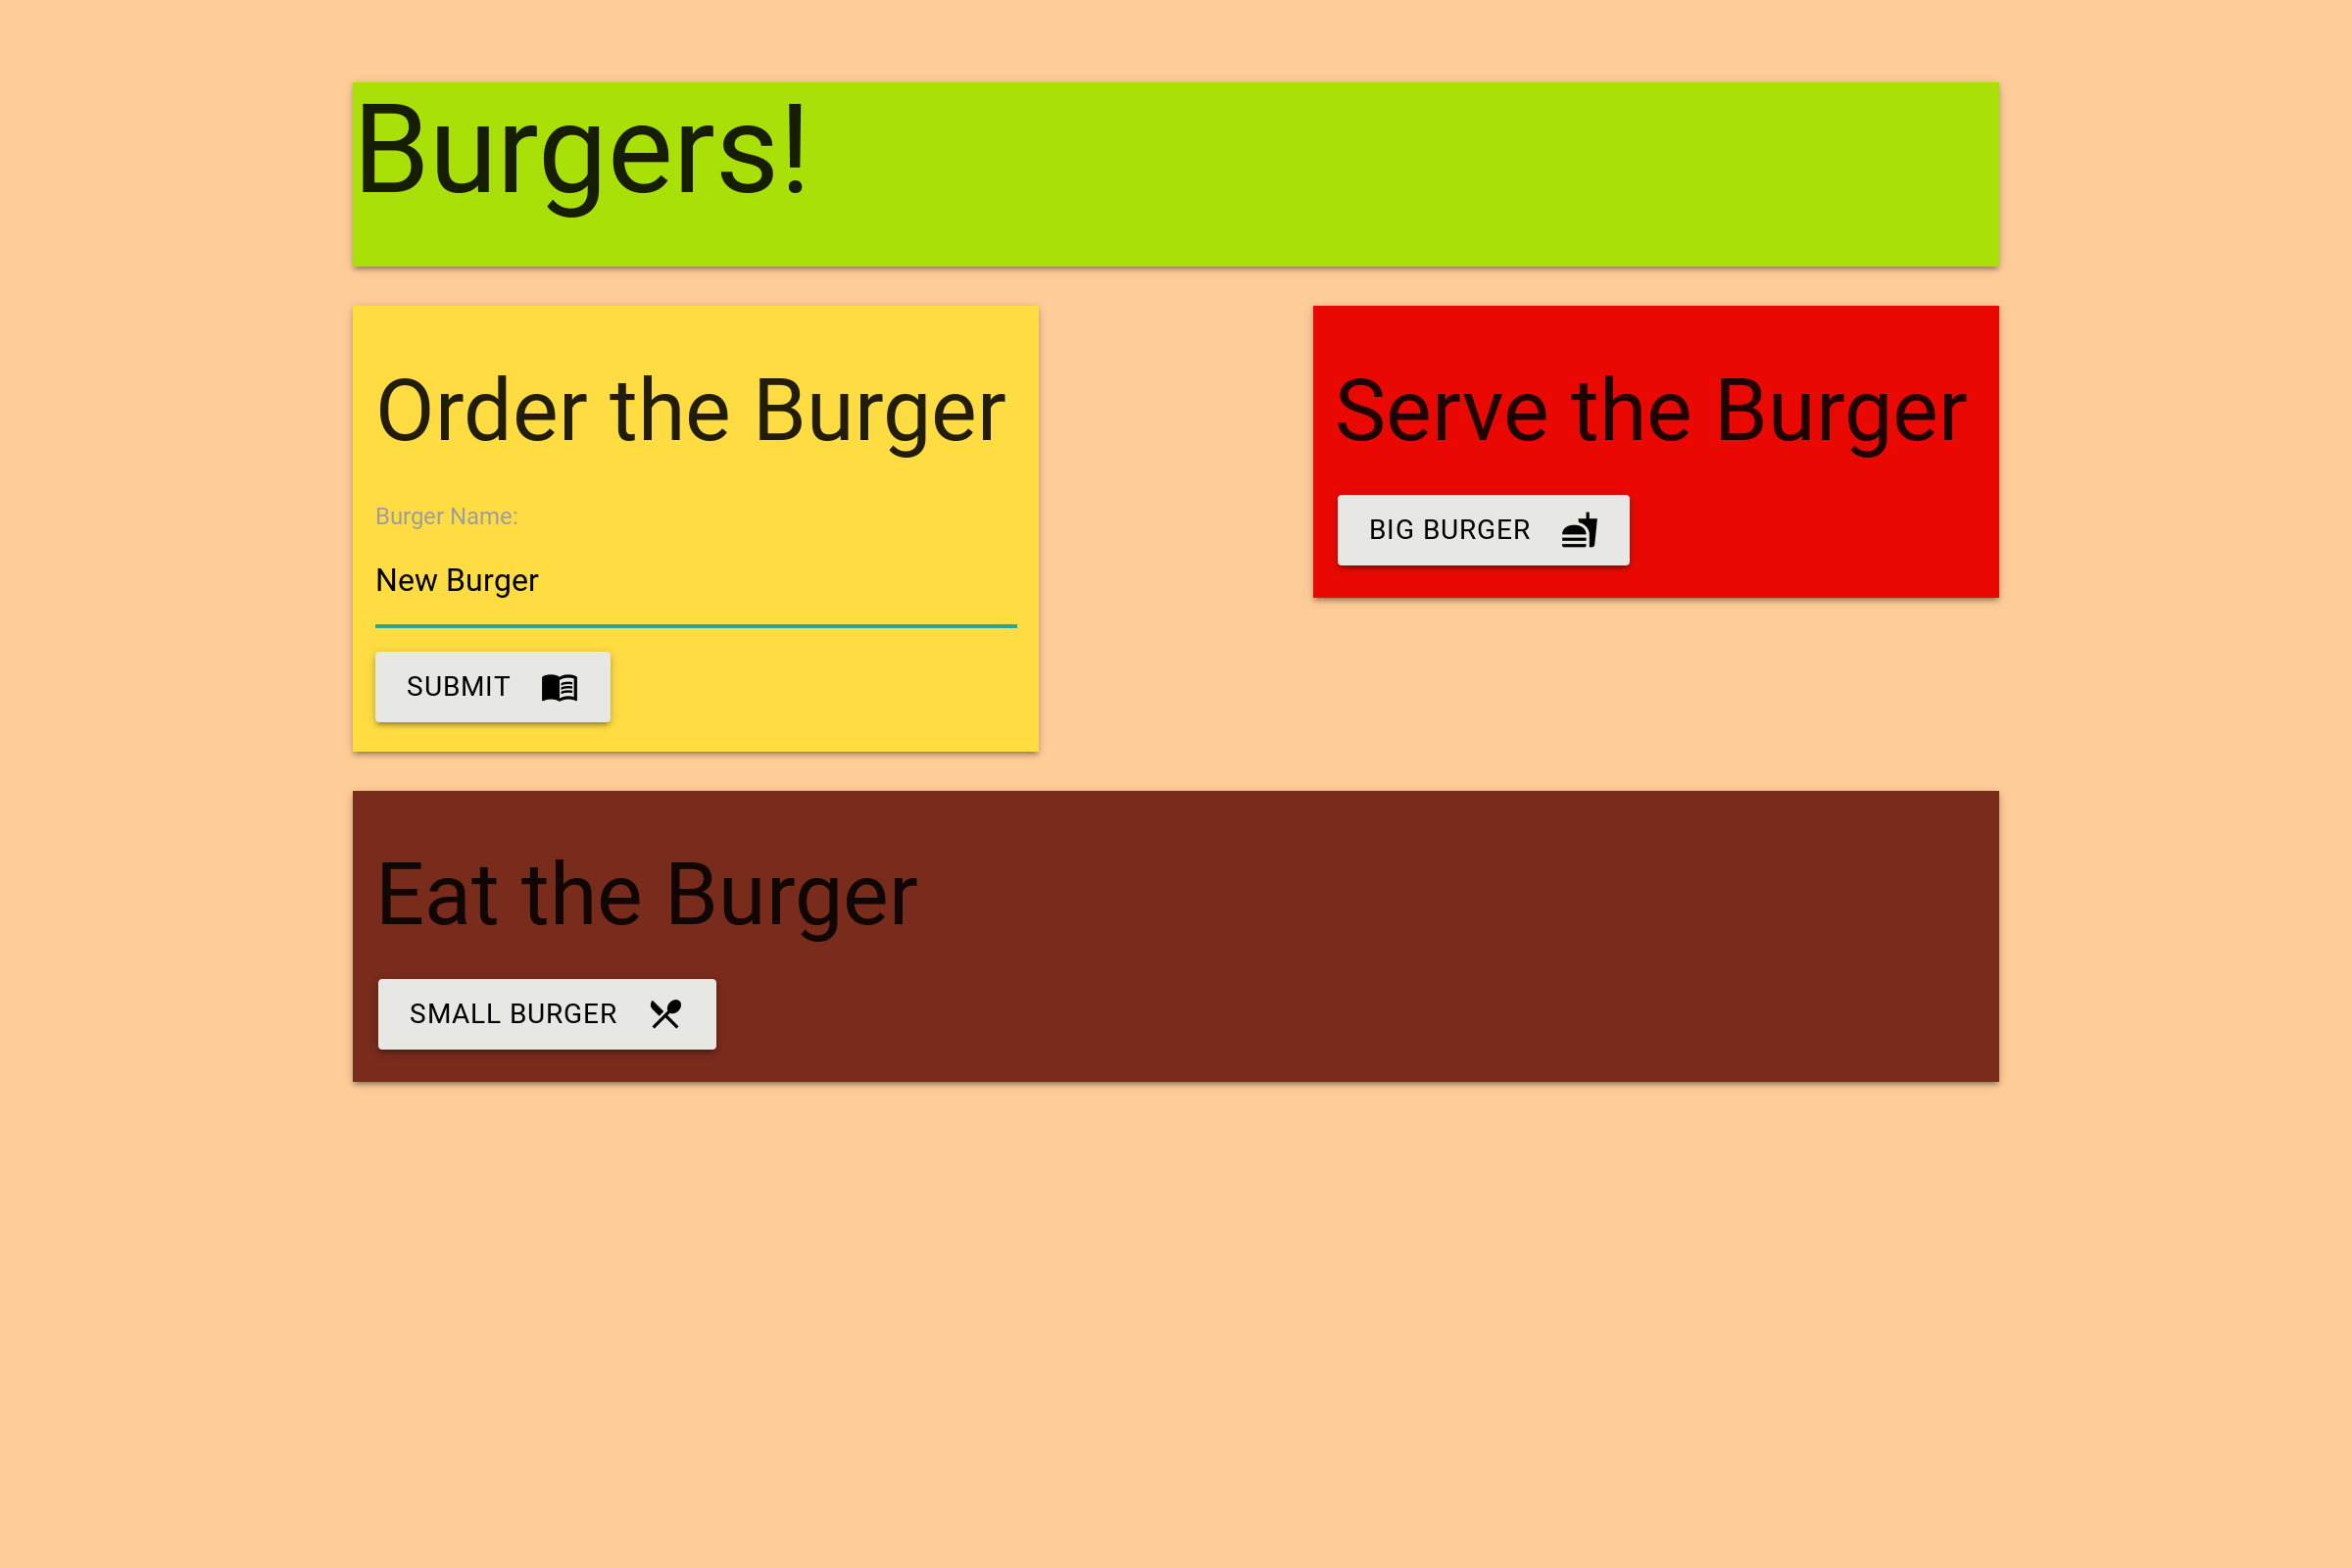 Burgers!
Order the Burger
Burger Name:
New Burger
SUBMIT
Serve the Burger
BIG BURGER
Eat the Burger
SMALL BURGER